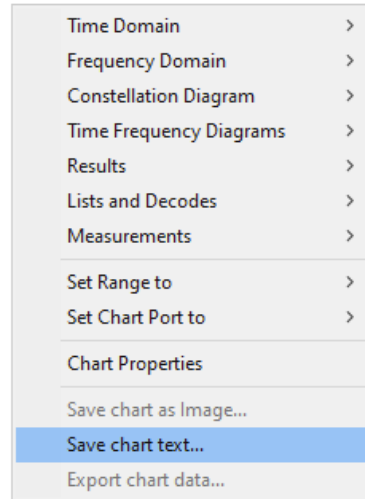 Time Domain
Frequency Domain
Constellation Diagram
Time Frequency Diagrams
Results
Lists and Decodes
Measurements
Set Range to
Set Chart Port to
Chart Properties
Save chart as Image...
Save chart text...
Export chart data...